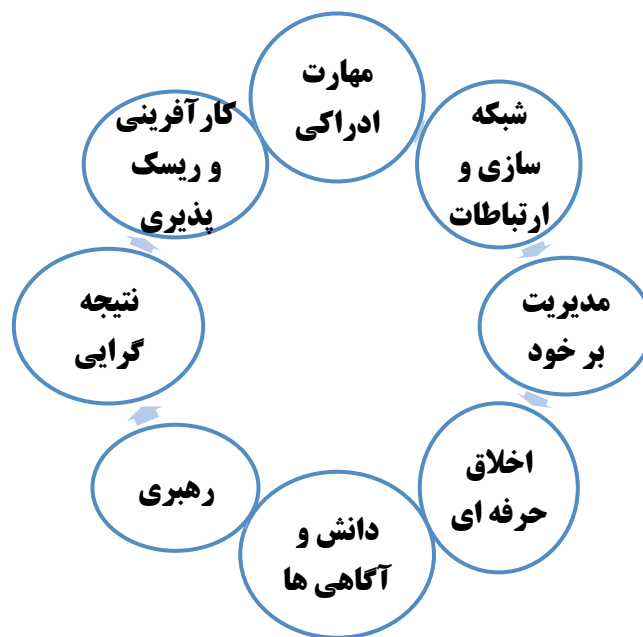 مهارت
ادراکی
شبکه
سازی و
ارتباطات
مدیریت
بر خود
اخلاق
حرفه ای
دانش و
آگاهی ها
رهبری
نتیجه
گرایی
کارآفرینی
و ریسک
پذیری